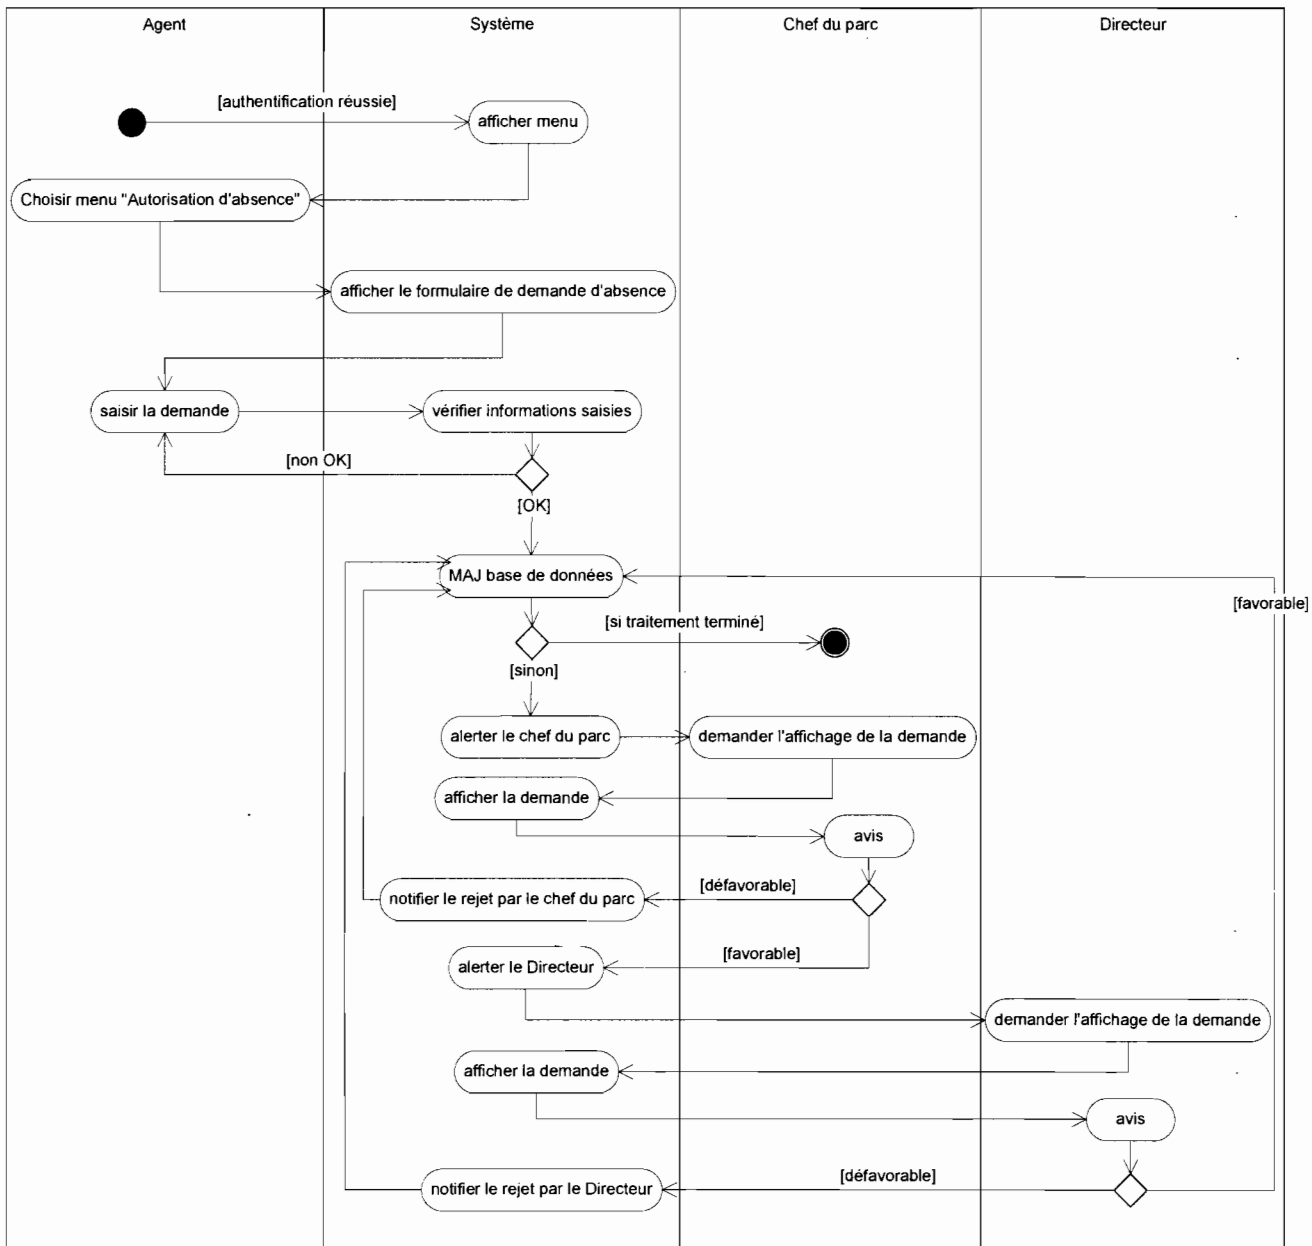 Agent
Système
Chef du parc
Directeur
[authentification réussie]
afficher menu
Choisir menu "Autorisation d'absence"
afficher le formulaire de demande d'absence
saisir la demande
vérifier informations saisies
[non OK]
[OK]
MAJ base de données
[favorable]
[si traitement terminé]
[sinon]
alerter le chef du parc
demander l'affichage de la demande
afficher la demande
avis
[défavorable]
notifier le rejet par le chef du parc
[favorable]
alerter le Directeur
demander l'affichage de la demande
afficher la demande
avis
[défavorable]
notifier le rejet par le Directeur